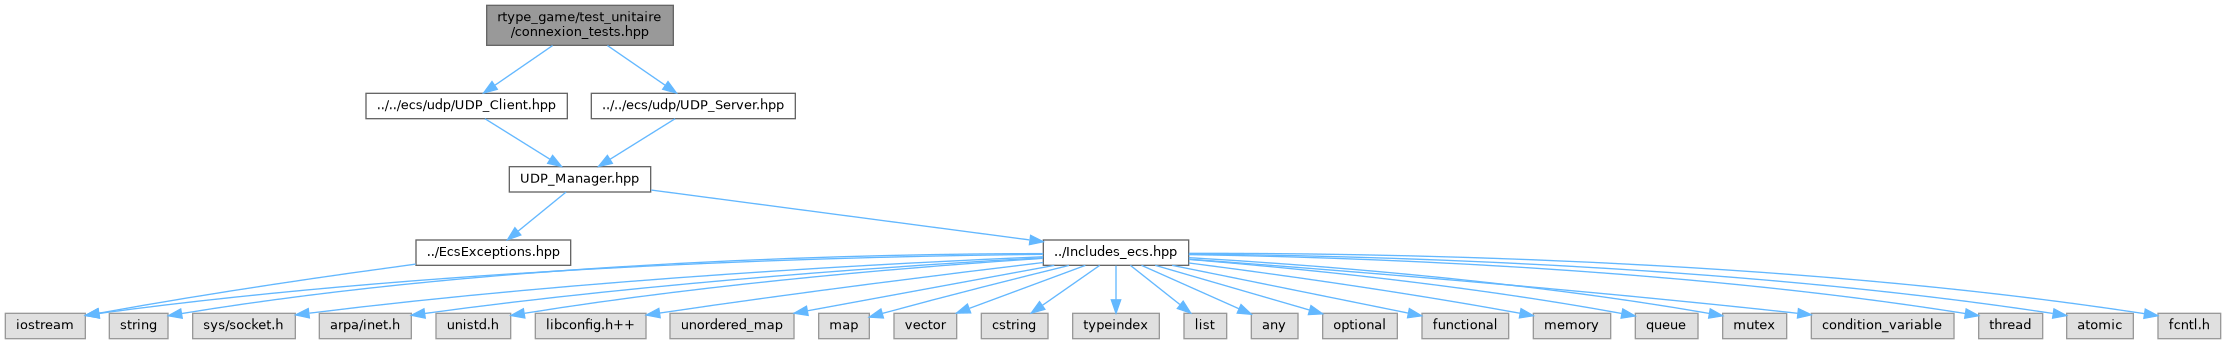 rtype_game/test_unitaire
/connexion_tests.hpp
../../ecs/udp/UDP_Client.hpp
../../ecs/udp/UDP_Server.hpp
UDP_Manager.hpp
../EcsExceptions.hpp
../Includes_ecs.hpp
iostream
string
sys/socket.h
arpa/inet.h
unistd.h
libconfig.h++
unordered_map
map
vector
cstring
typeindex
list
any
optional
functional
memory
queue
mutex
condition_variable
thread
atomic
fcntl.h